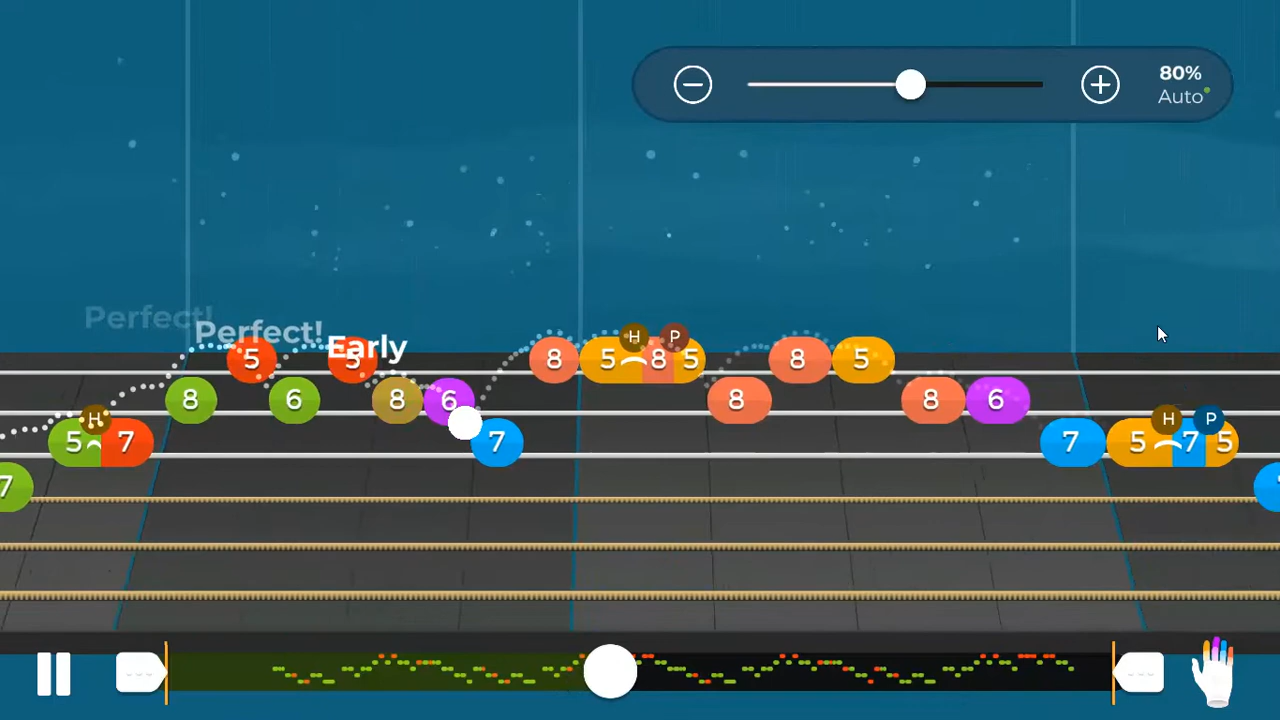 80%
Auto
Perfect!
Perfect!
Early
5 5 8 H 5 8 P 5 8 5
8 6 8 6 8 8 6
H 5 7 7 7 H 5 7 P 5
7